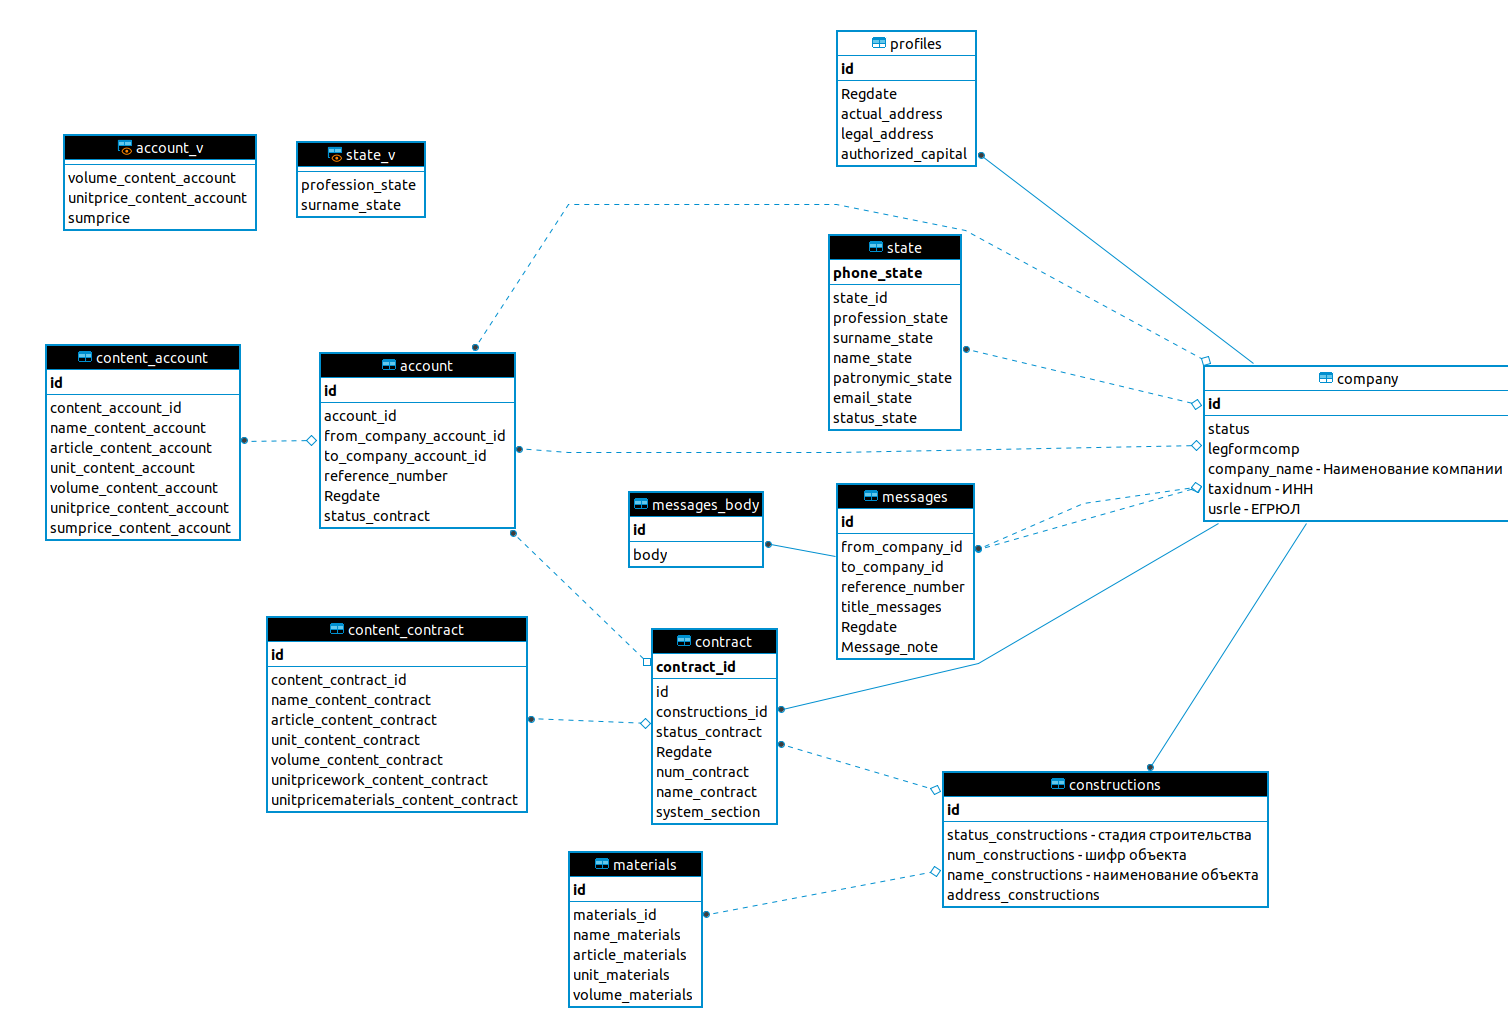 profiles
id
Regdate
actual_address
legal_address
authorized_capital
account_v
volume_content_account
unitprice_content_account
sumprice
state_v
profession_state
surname_state
state
phone_state
state_id
profession_state
surname_state
name_state
patronymic_state
email_state
status_state
content_account
id
content_account_id
name_content_account
article_content_account
unit_content_account
volume_content_account
unitprice_content_account
sumprice_content_account
account
id
account_id
from_company_account_id
to_company_account_id
reference_number
Regdate
status_contract
company
id
status
legformcomp
company_name - Наименование компании
taxidnum - ИНН
usrle - ЕГРЮЛ
messages_body
id
body
messages
id
from_company_id
to_company_id
reference_number
title_messages
Regdate
Message_note
content_contract
id
content_contract_id
name_content_contract
article_content_contract
unit_content_contract
volume_content_contract
unitpricework_content_contract
unitpricematerials_content_contract
contract
contract_id
id
constructions_id
status_contract
Regdate
num_contract
name_contract
system_section
constructions
id
status_constructions - стадия строительства
num_constructions - шифр объекта
name_constructions - наименование объекта
address_constructions
materials
id
materials_id
name_materials
article_materials
unit_materials
volume_materials